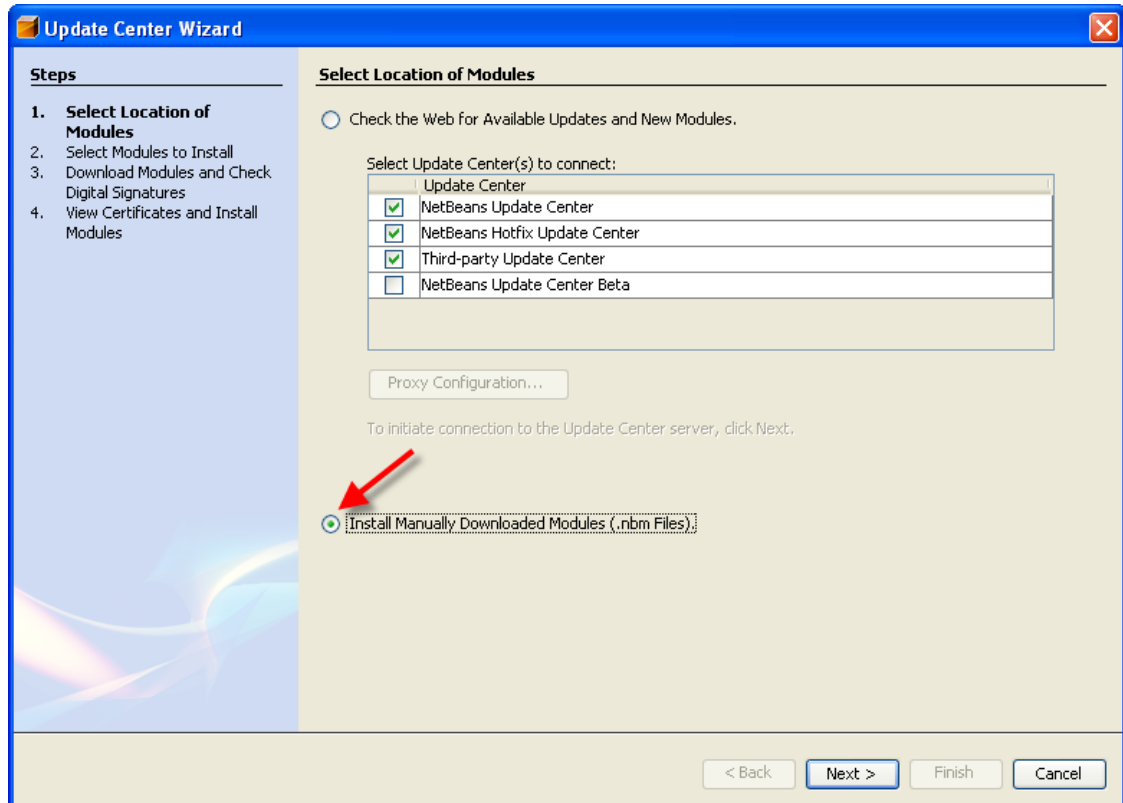 Update Center Wizard
Steps
1. Select Location of
Modules
2. Select Modules to Install
3. Download Modules and Check
Digital Signatures
4. View Certificates and Install
Modules
Select Location of Modules
Check the Web for Available Updates and New Modules.
Select Update Center(s) to connect:
Update Center
NetBeans Update Center
NetBeans Hotfix Update Center
Third-party Update Center
NetBeans Update Center Beta
Proxy Configuration...
To initiate connection to the Update Center server, click Next.
Install Manually Downloaded Modules (.nbm Files).
< Back Next > Finish Cancel